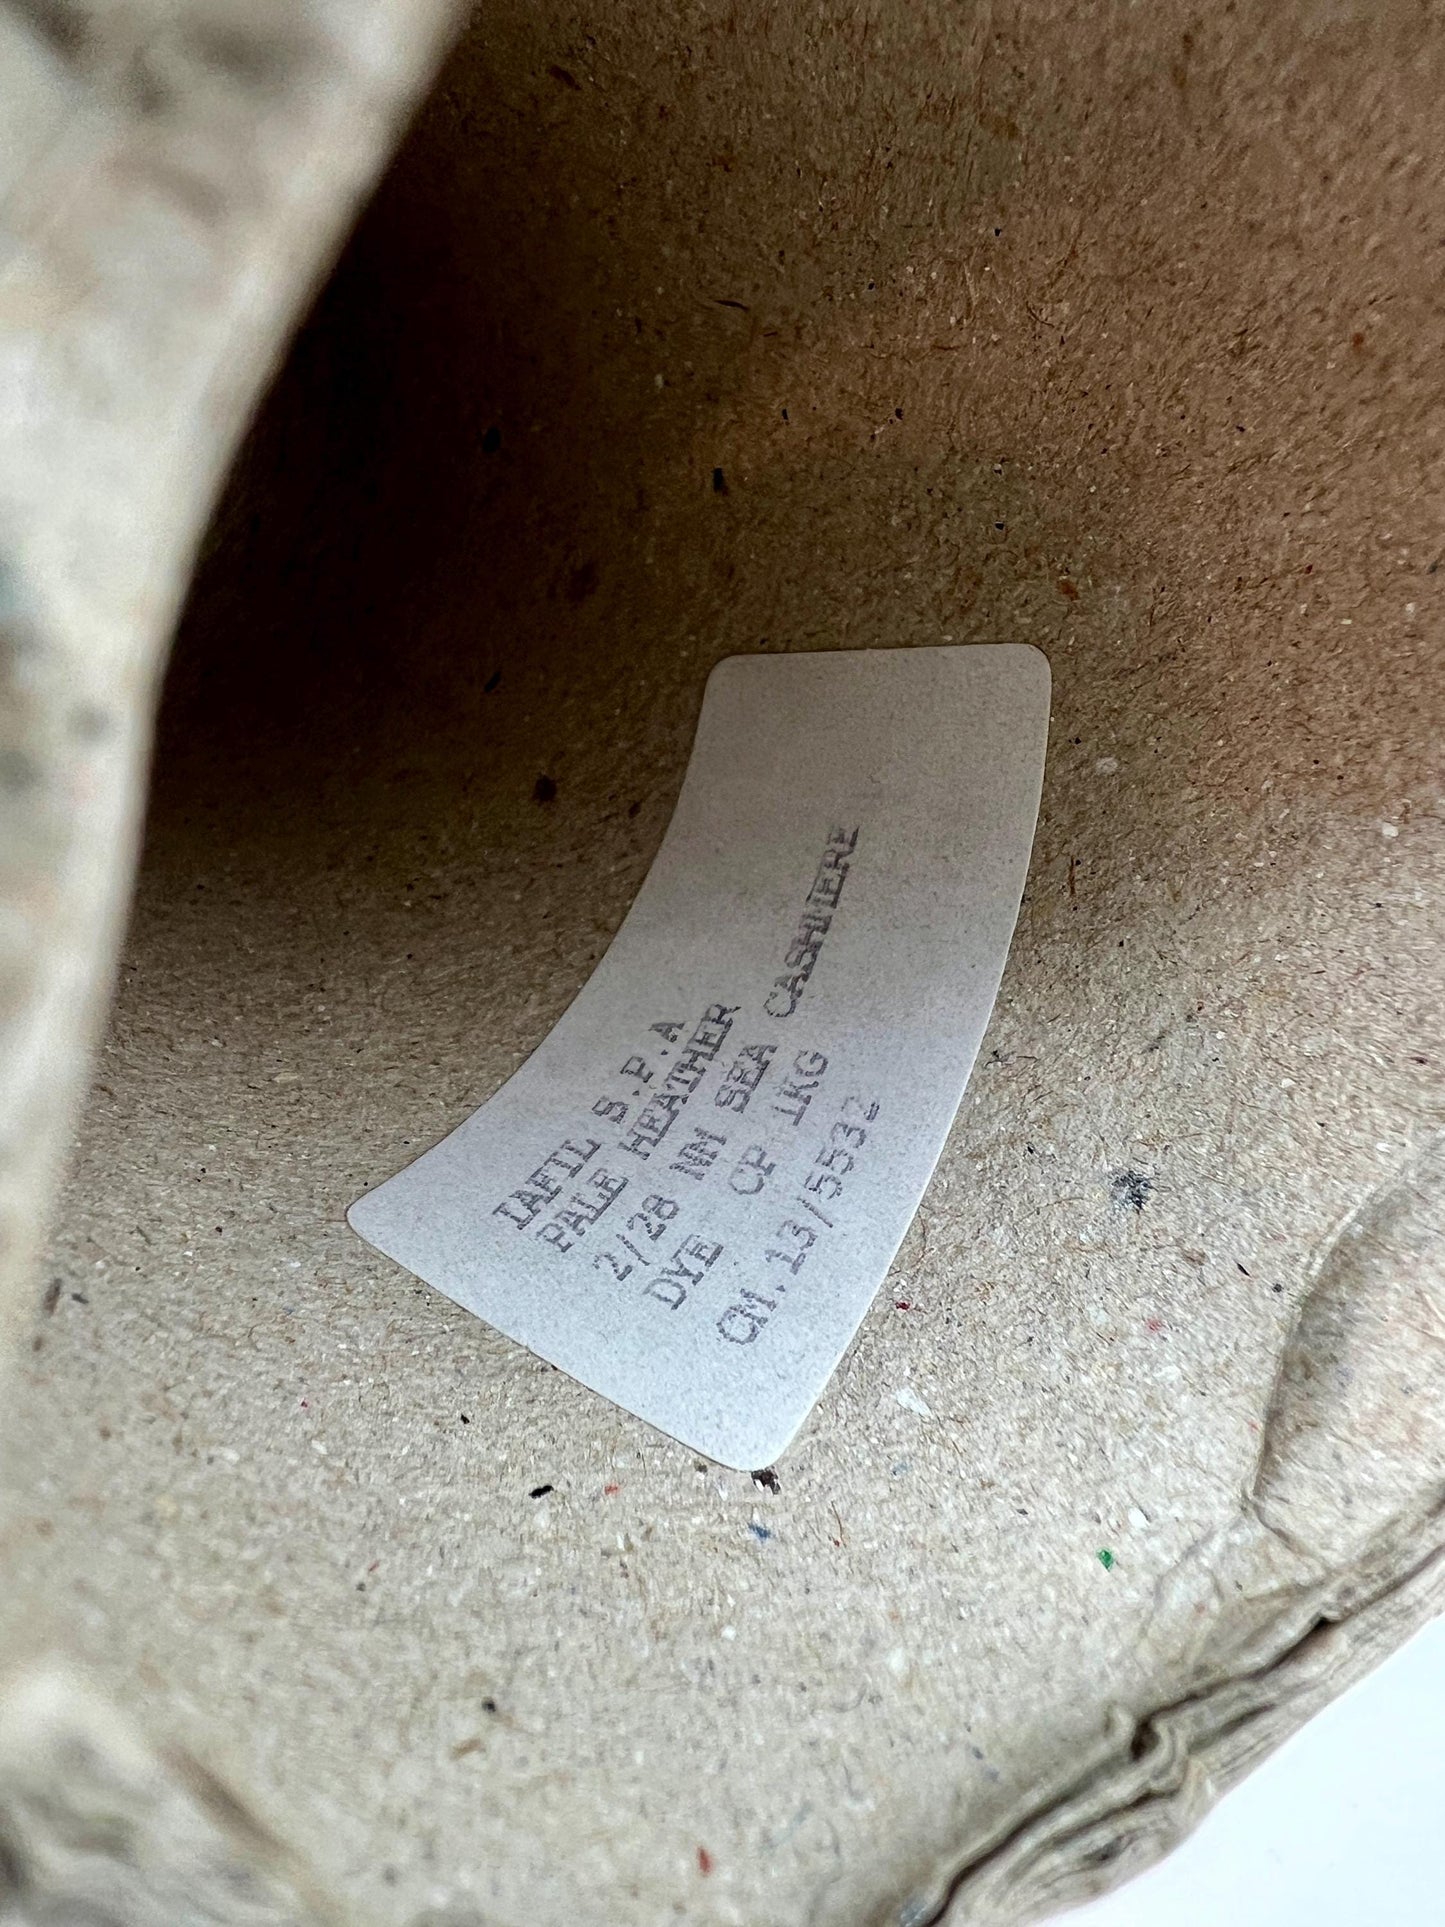 IAFIL S.P.A
PALE HEATHER
2/28 NM SEA CASHMERE
DYE CP 1KG
CM.13/5532